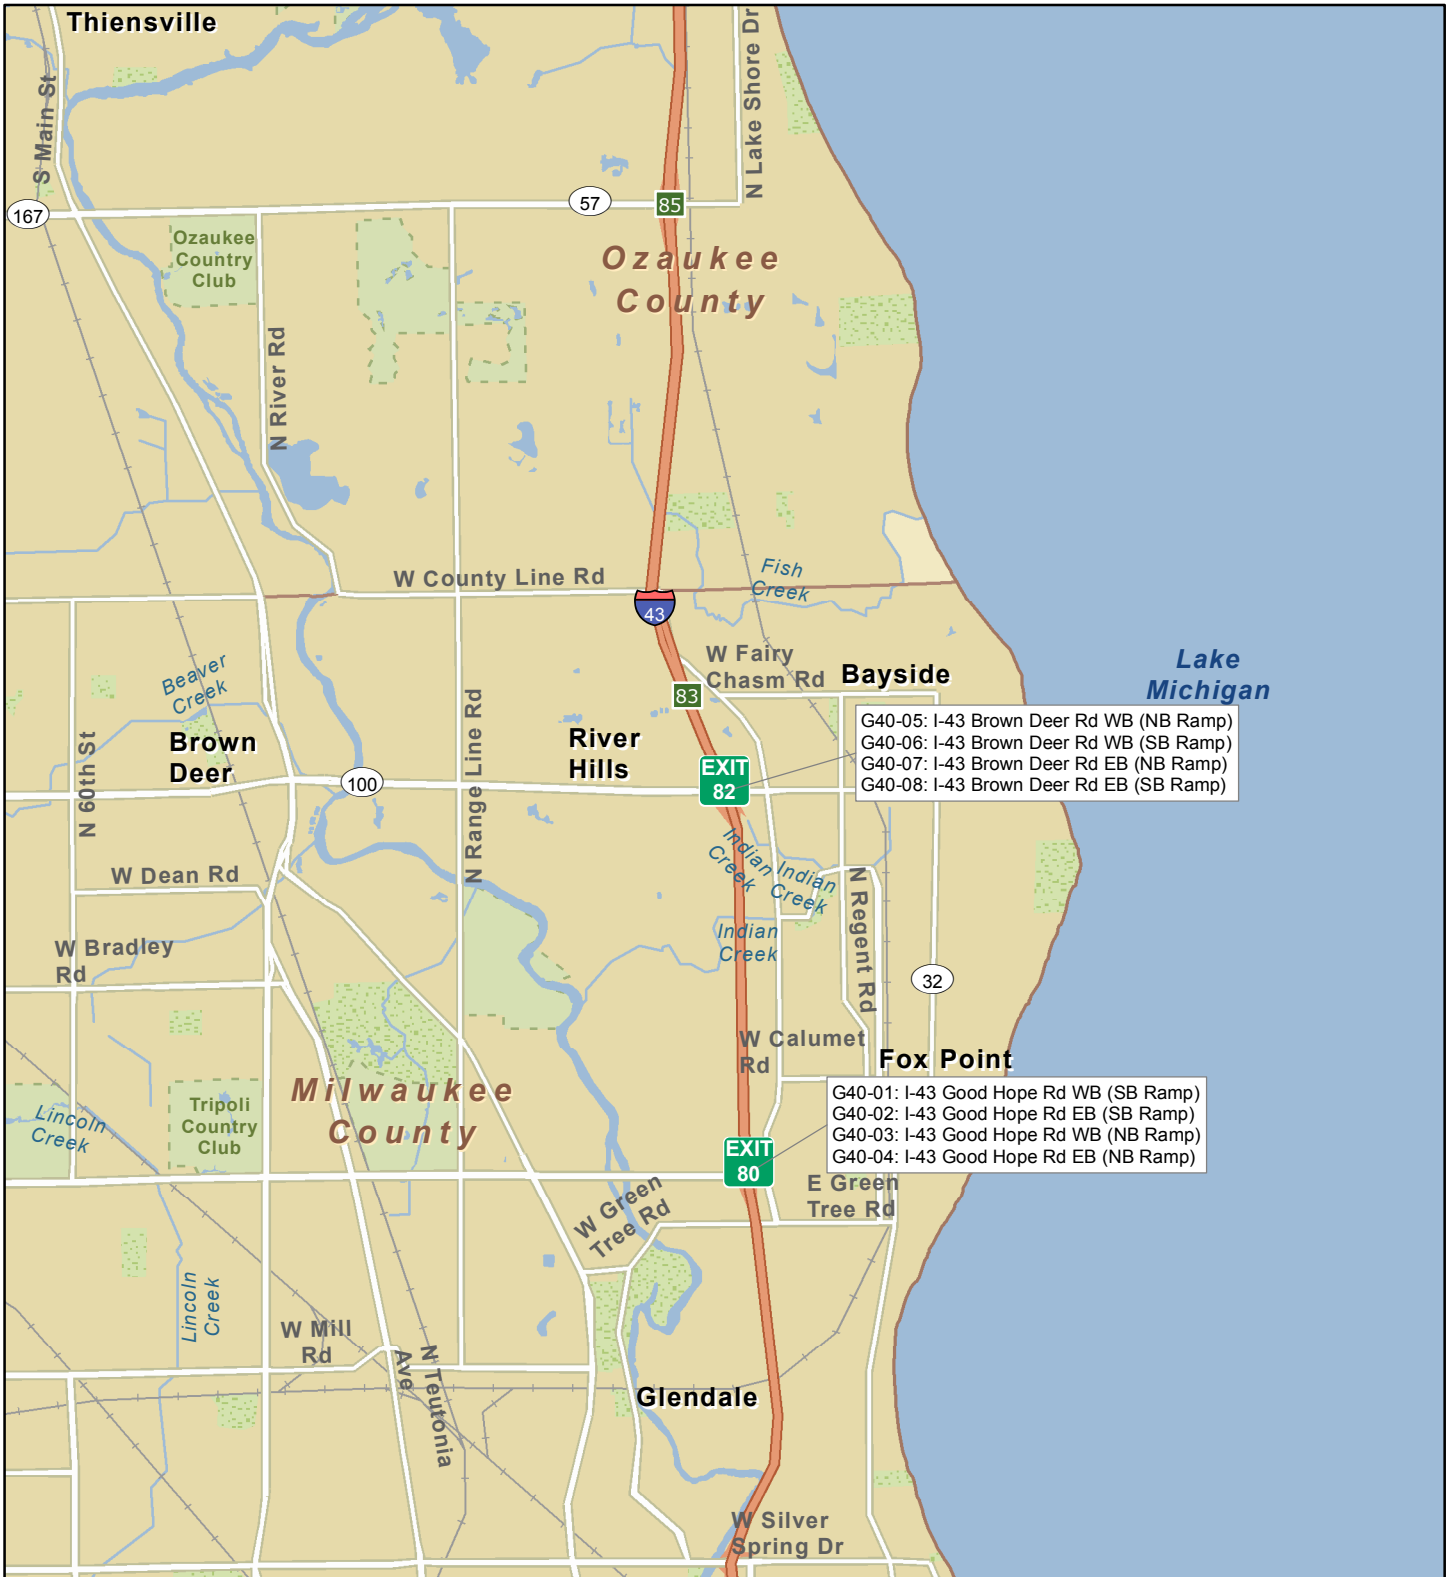 Thiensville
S Main St
N Lake Shore Dr
167
57
85
Ozaukee
Country
Club
Ozaukee
County
N River Rd
W County Line Rd
Fish
Creek
43
W Fairy
Chasm Rd
Bayside
Lake
Michigan
Beaver
Creek
83
N Range Line Rd
N 60th St
Brown
Deer
River
Hills
G40-05: I-43 Brown Deer Rd WB (NB Ramp)
G40-06: I-43 Brown Deer Rd WB (SB Ramp)
G40-07: I-43 Brown Deer Rd EB (NB Ramp)
G40-08: I-43 Brown Deer Rd EB (SB Ramp)
EXIT
82
100
Indian
Creek
Indian
Creek
W Dean Rd
N Regent Rd
W Bradley
Rd
Indian
Creek
32
W Calumet
Rd
Fox Point
Milwaukee
County
G40-01: I-43 Good Hope Rd WB (SB Ramp)
G40-02: I-43 Good Hope Rd EB (SB Ramp)
G40-03: I-43 Good Hope Rd WB (NB Ramp)
G40-04: I-43 Good Hope Rd EB (NB Ramp)
Lincoln
Creek
Tripoli
Country
Club
EXIT
80
W Green
Tree Rd
E Green
Tree Rd
Lincoln
Creek
W Mill
Rd
N Teutonia
Ave
Glendale
W Silver
Spring Dr